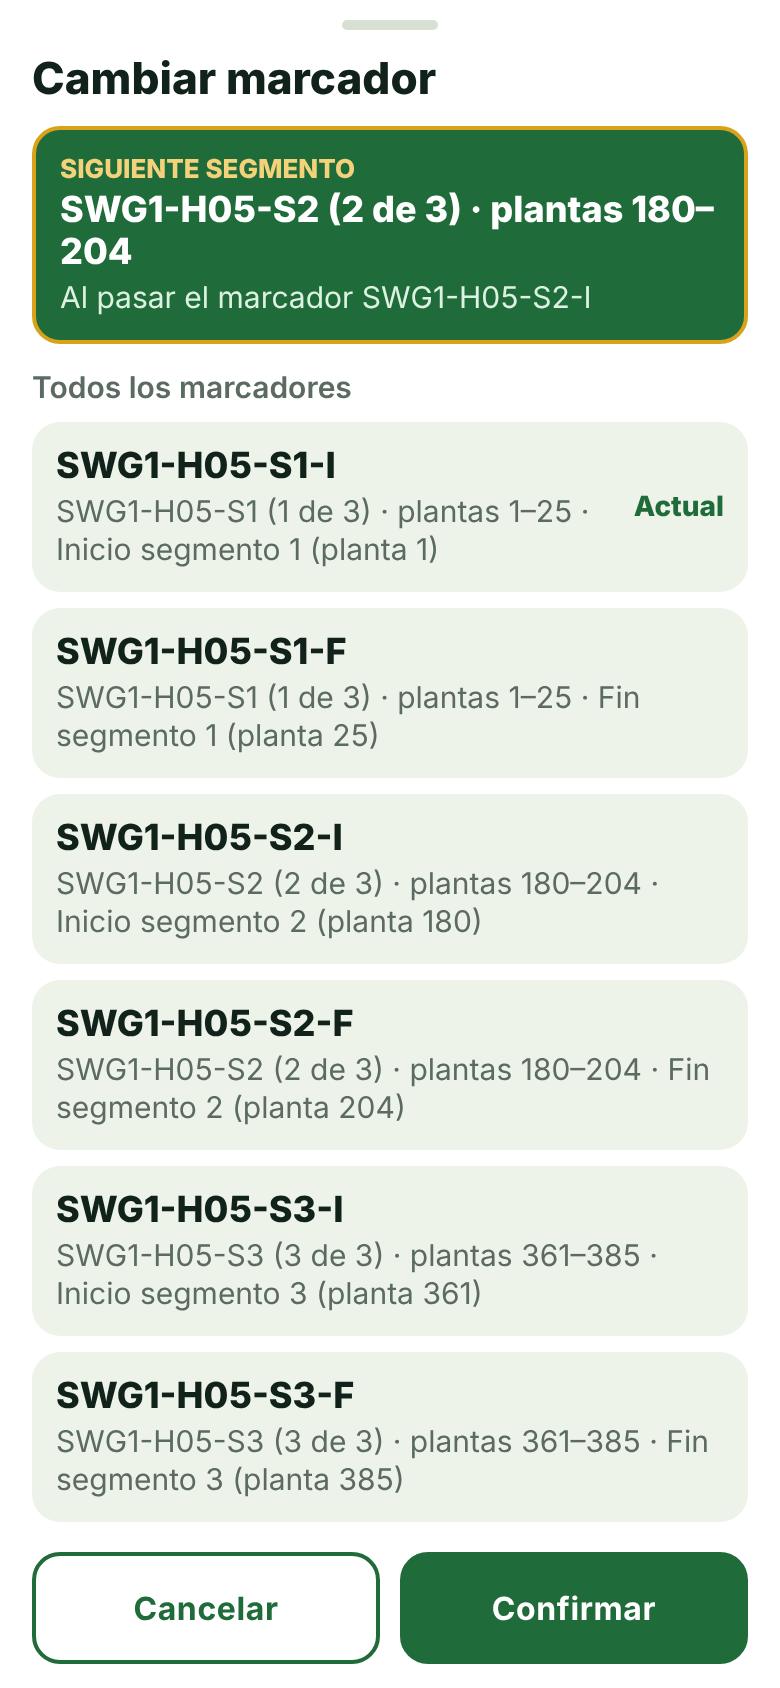 Cambiar marcador
SIGUIENTE SEGMENTO
SWG1-H05-S2 (2 de 3) · plantas 180–
204
Al pasar el marcador SWG1-H05-S2-I
Todos los marcadores
SWG1-H05-S1-I
SWG1-H05-S1 (1 de 3) · plantas 1–25 ·
Inicio segmento 1 (planta 1)
Actual
SWG1-H05-S1-F
SWG1-H05-S1 (1 de 3) · plantas 1–25 · Fin
segmento 1 (planta 25)
SWG1-H05-S2-I
SWG1-H05-S2 (2 de 3) · plantas 180–204 ·
Inicio segmento 2 (planta 180)
SWG1-H05-S2-F
SWG1-H05-S2 (2 de 3) · plantas 180–204 · Fin
segmento 2 (planta 204)
SWG1-H05-S3-I
SWG1-H05-S3 (3 de 3) · plantas 361–385 ·
Inicio segmento 3 (planta 361)
SWG1-H05-S3-F
SWG1-H05-S3 (3 de 3) · plantas 361–385 · Fin
segmento 3 (planta 385)
Cancelar
Confirmar